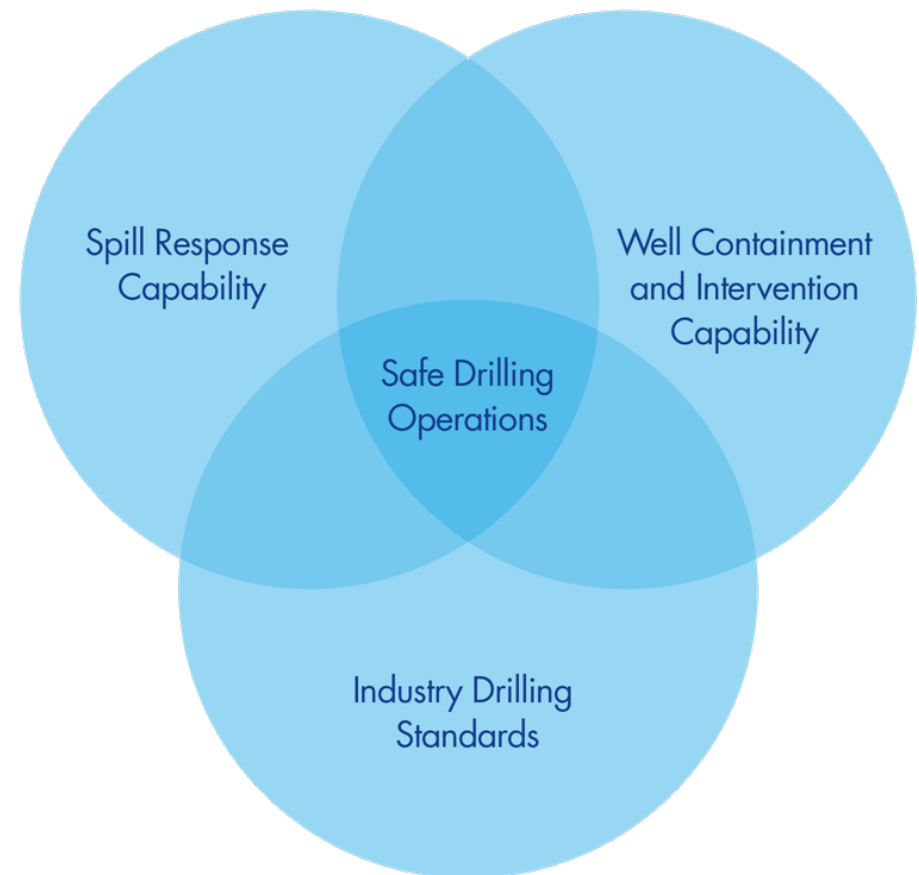 Spill Response
Capability
Well Containment
and Intervention
Capability
Safe Drilling
Operations
Industry Drilling
Standards